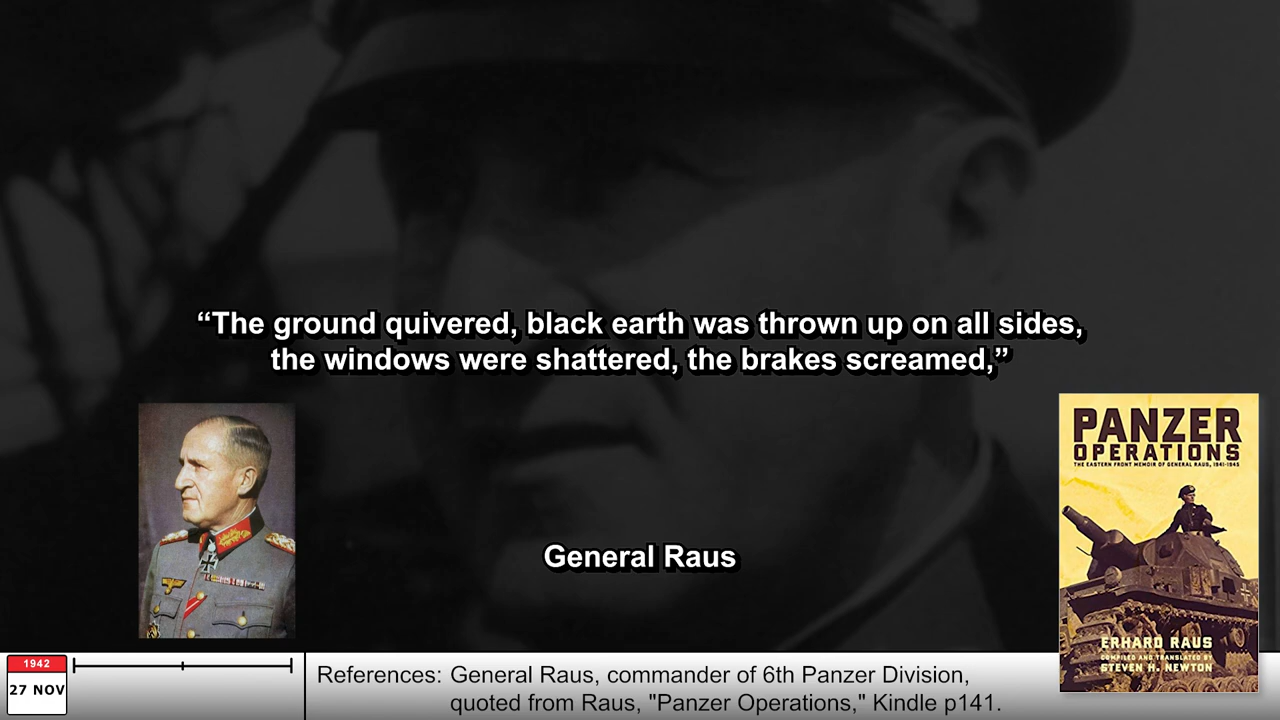 “The ground quivered, black earth was thrown up on all sides,
the windows were shattered, the brakes screamed,”
General Raus
PANZER
OPERATIONS
THE EASTERN FRONT MEMOIR OF GENERAL RAUS, 1941-1945
ERHARD RAUS
COMPILED AND TRANSLATED BY
STEVEN H. NEWTON
1942
27 NOV
References: General Raus, commander of 6th Panzer Division,
quoted from Raus, "Panzer Operations," Kindle p141.